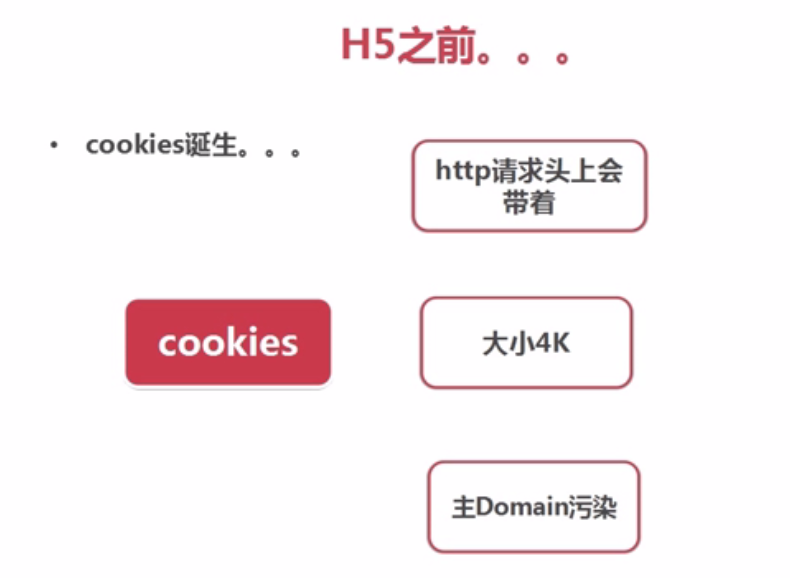 H5之前。。。
• cookies诞生。。。
http请求头上会
带着
cookies
大小4K
主Domain污染